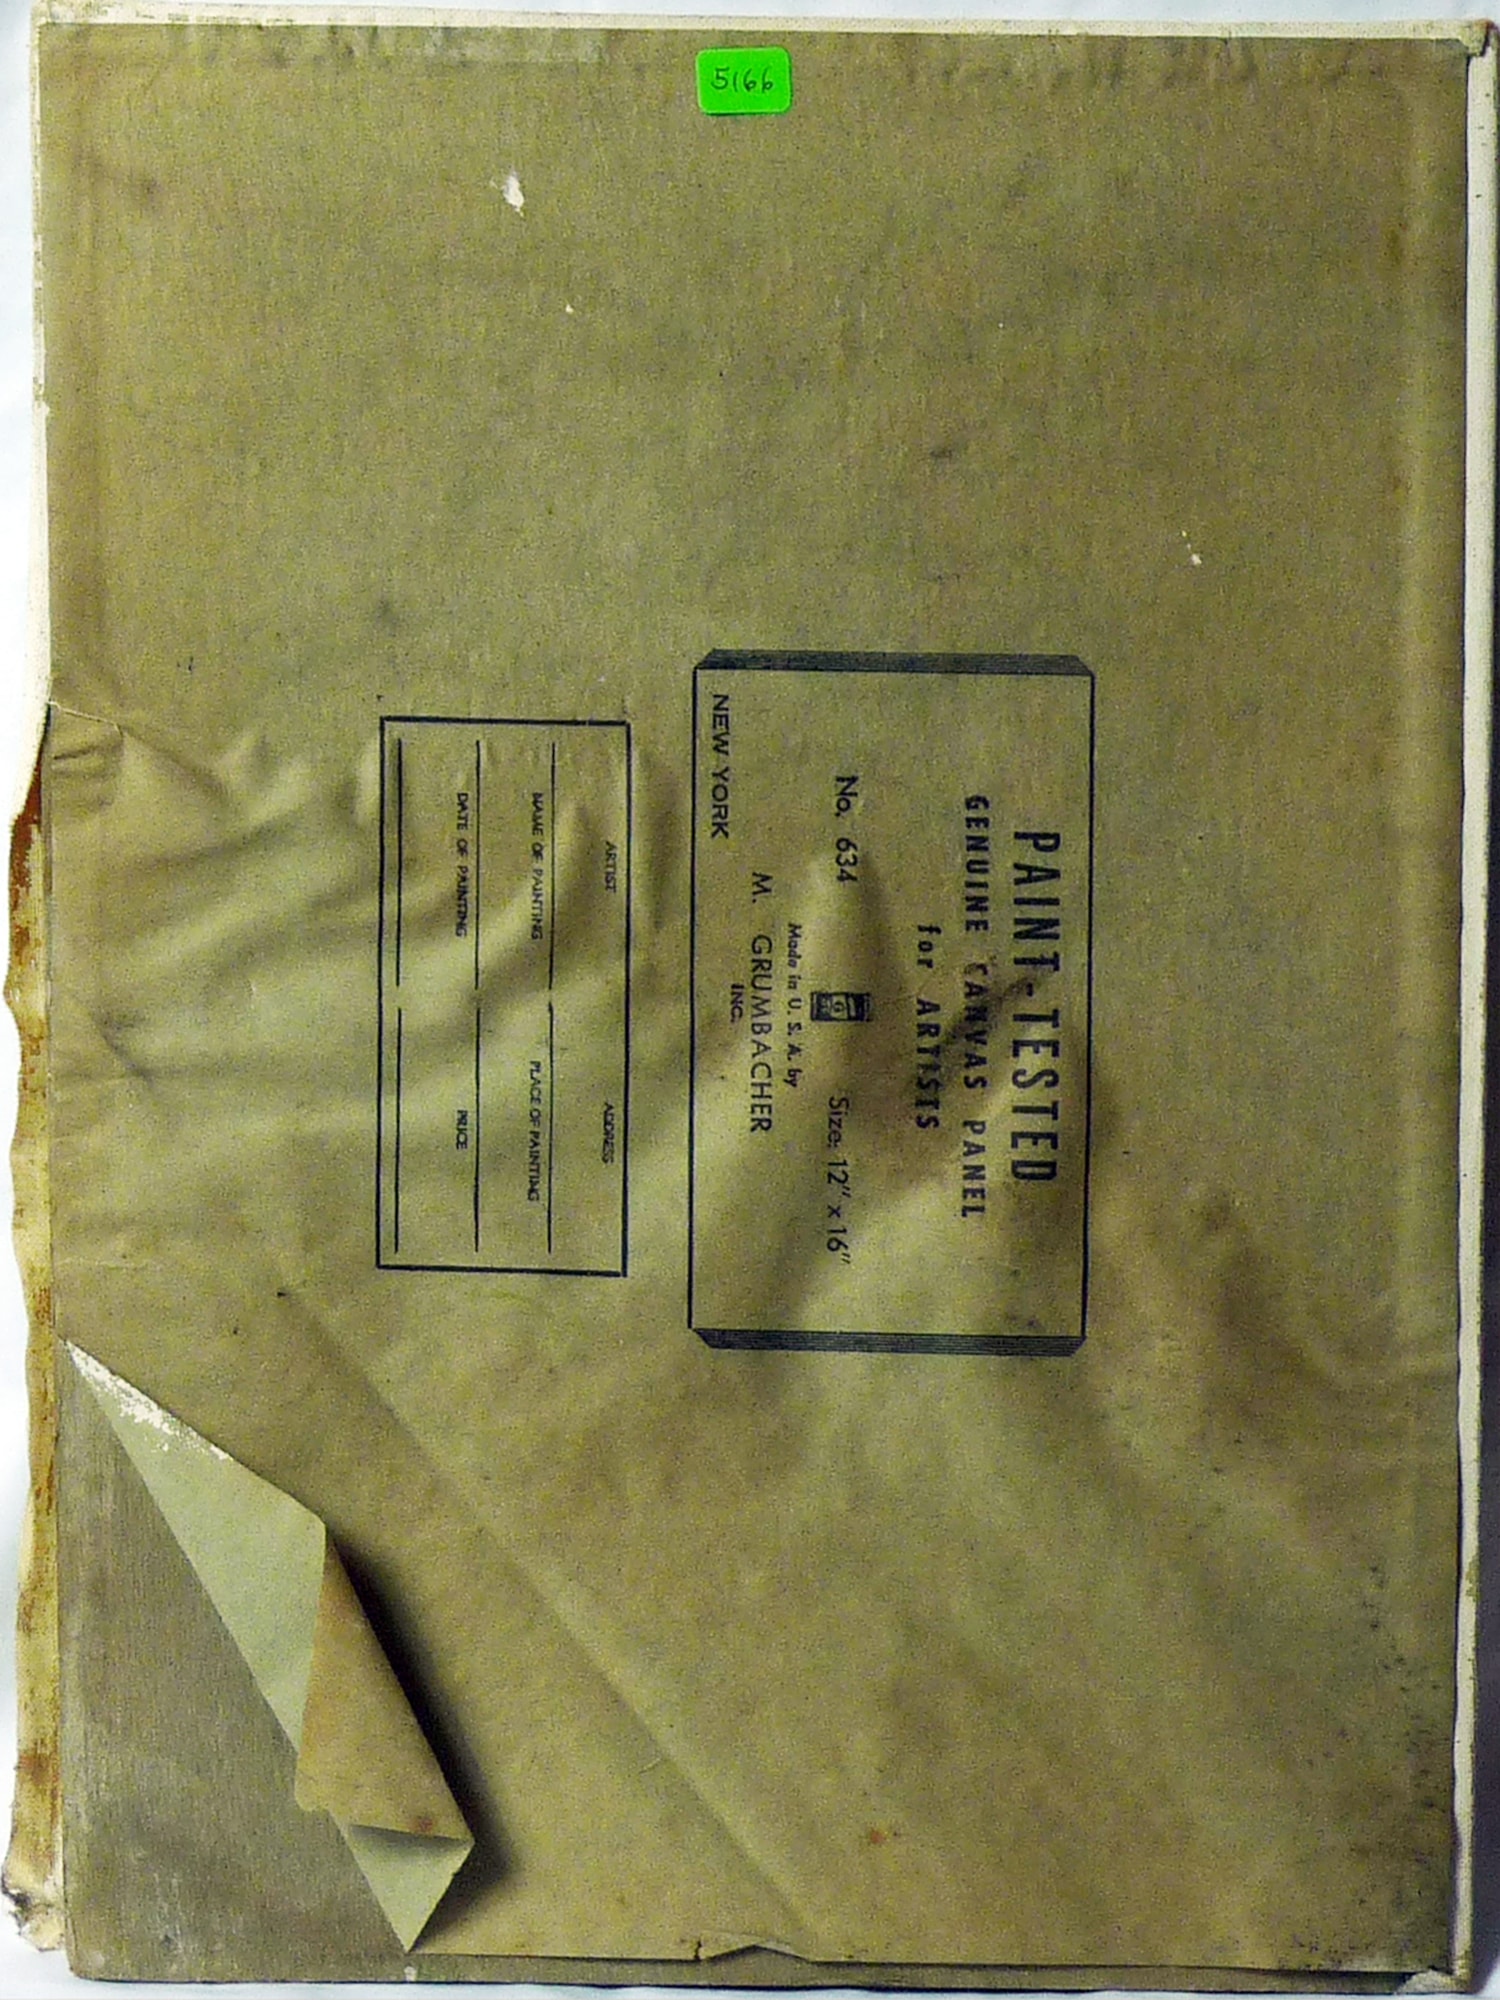 5166
PAINT-TESTED
GENUINE CANVAS PANEL
for ARTISTS
No. 634 Size: 12" x 16"
Made in U. S. A. by
M. GRUMBACHER
INC.
NEW YORK
ARTIST ADDRESS
NAME OF PAINTING PLACE OF PAINTING
DATE OF PAINTING PRICE